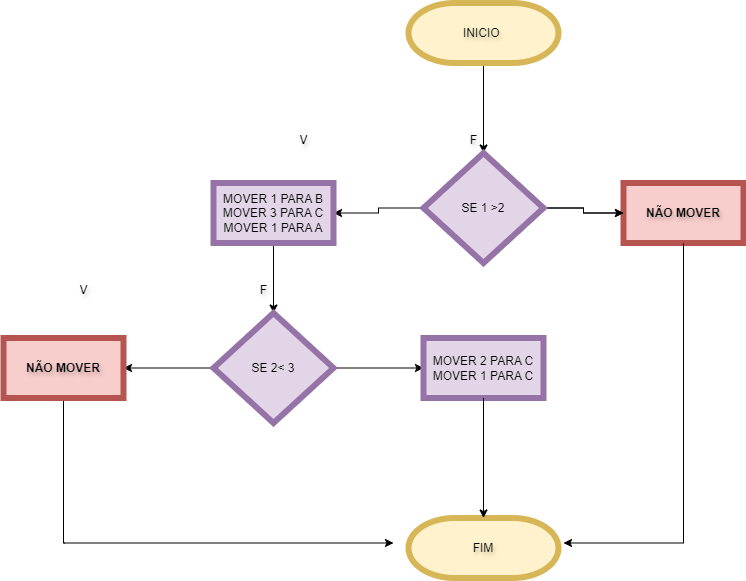 INICIO
V
F
MOVER 1 PARA B
MOVER 3 PARA C
MOVER 1 PARA A
SE 1 >2
NÃO MOVER
V
F
NÃO MOVER
SE 2< 3
MOVER 2 PARA C
MOVER 1 PARA C
FIM